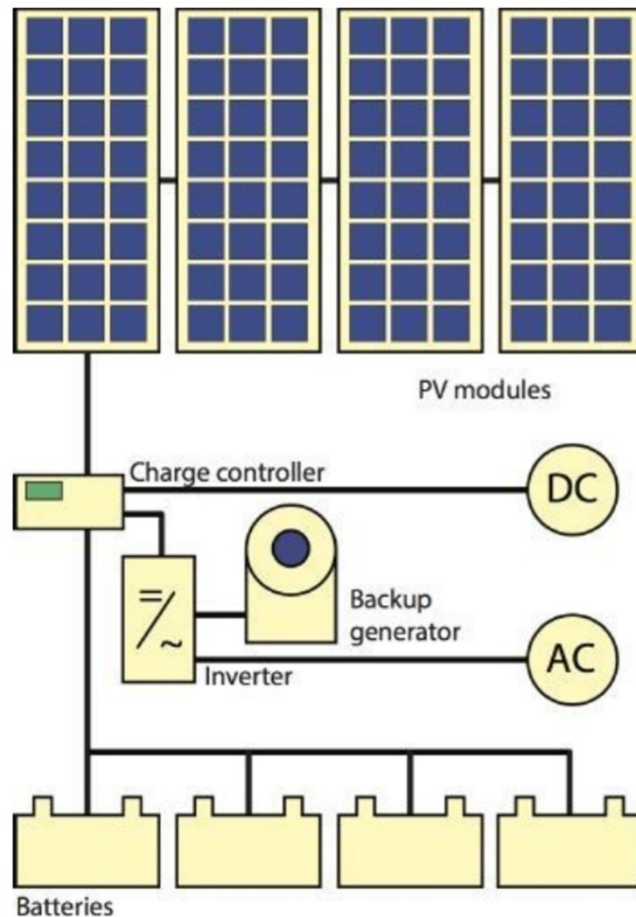 PV modules
Charge controller
DC
=/~
Backup
generator
AC
Inverter
Batteries